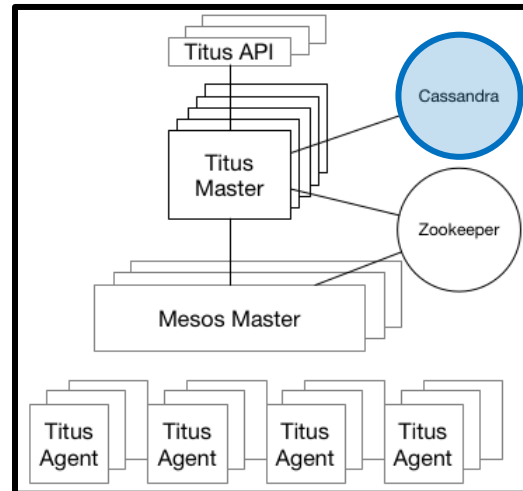 Titus API
Cassandra
Titus
Master
Zookeeper
Mesos Master
Titus
Agent
Titus
Agent
Titus
Agent
Titus
Agent